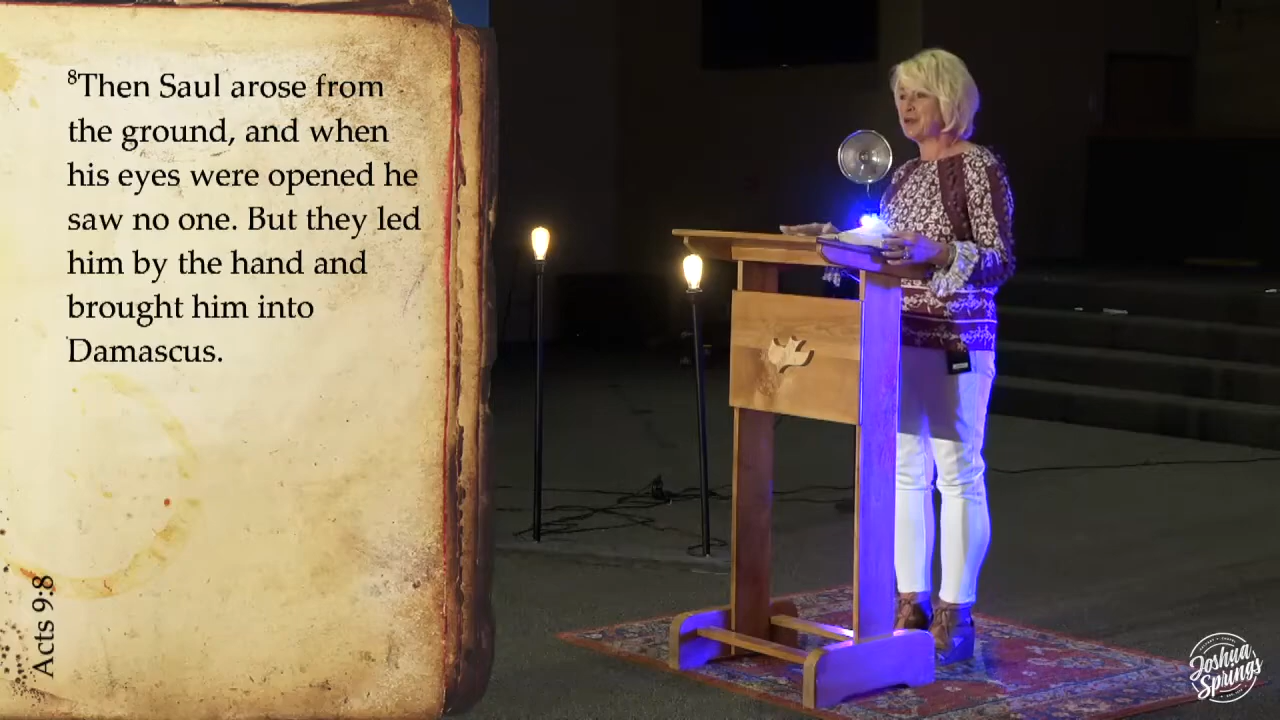 ⁸Then Saul arose from
the ground, and when
his eyes were opened he
saw no one. But they led
him by the hand and
brought him into
Damascus.
Acts 9:8
Joshua
Springs